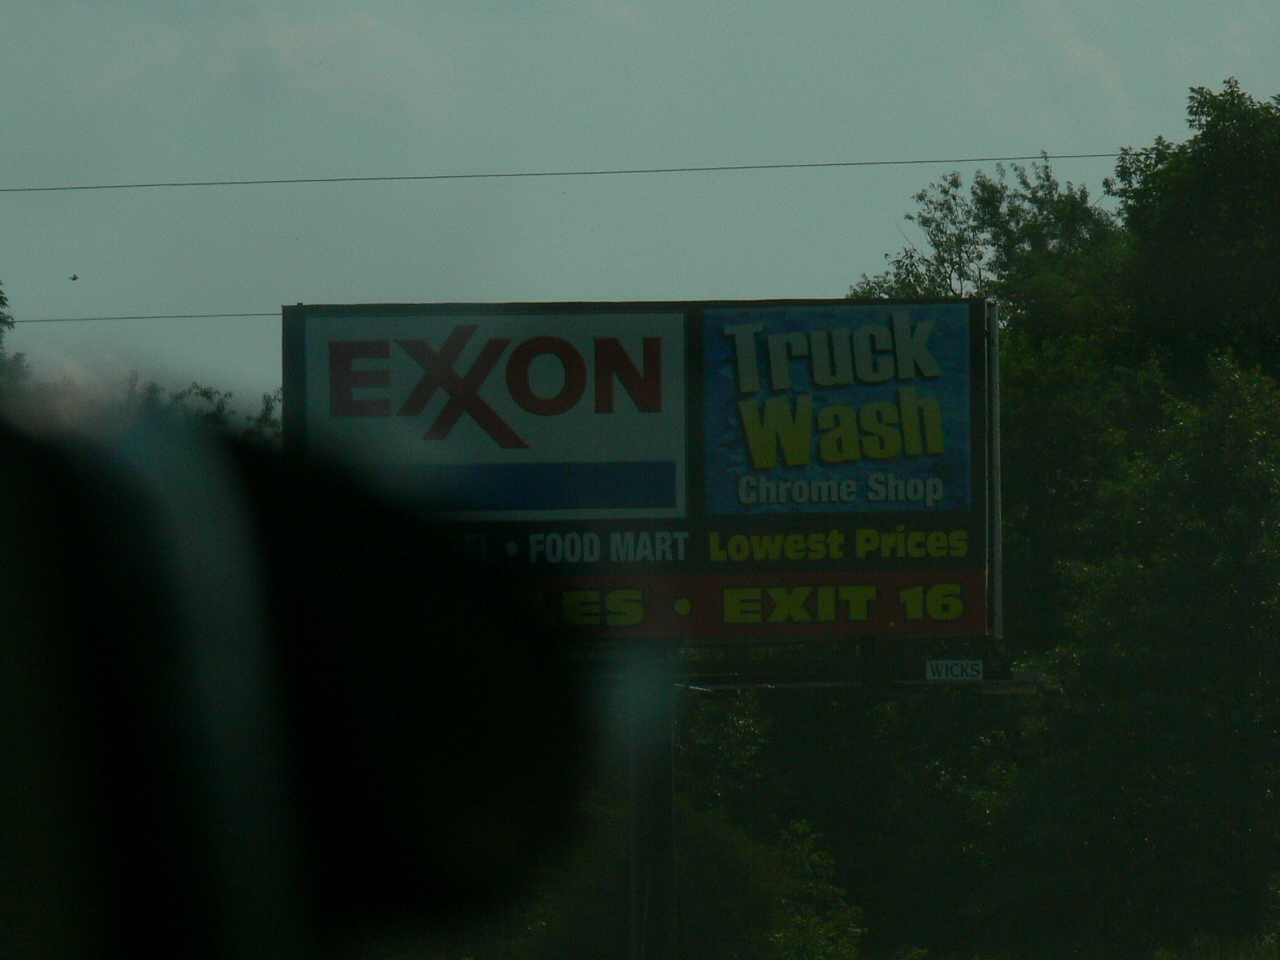 EXXON
Truck
Wash
Chrome Shop
• FOOD MART Lowest Prices
• EXIT 16
WICKS